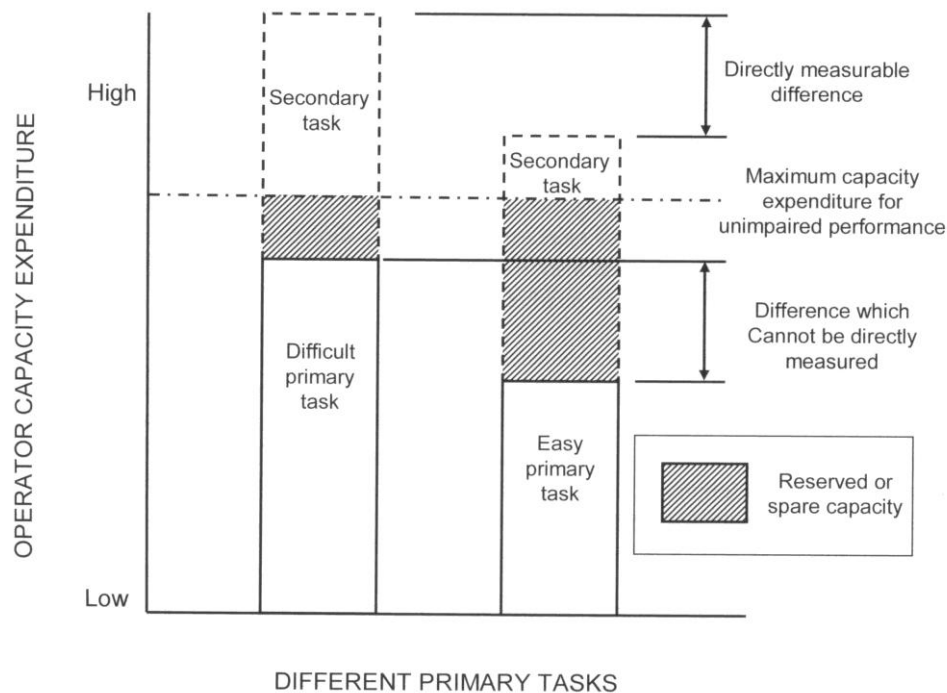 OPERATOR CAPACITY EXPENDITURE
High
Low
Secondary
task
Difficult
primary
task
Secondary
task
Easy
primary
task
Directly measurable
difference
Maximum capacity
expenditure for
unimpaired performance
Difference which
Cannot be directly
measured
Reserved or
spare capacity
DIFFERENT PRIMARY TASKS